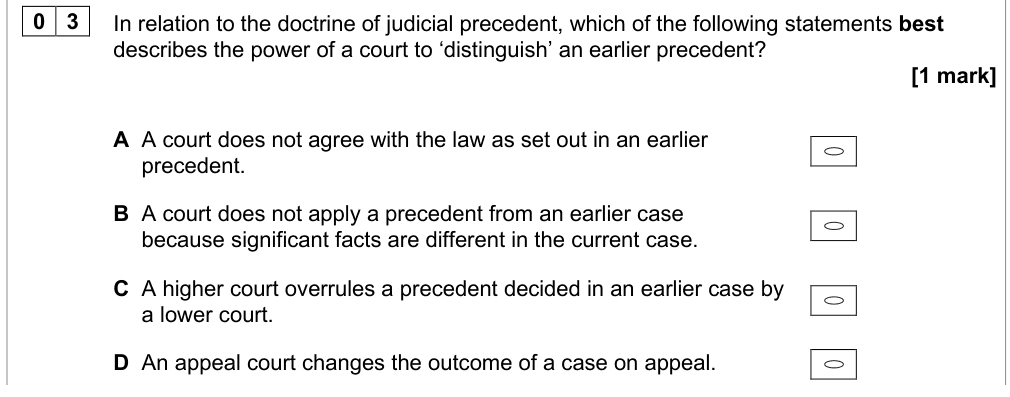 0 3 In relation to the doctrine of judicial precedent, which of the following statements best
describes the power of a court to ‘distinguish’ an earlier precedent?
[1 mark]
A A court does not agree with the law as set out in an earlier
precedent.
B A court does not apply a precedent from an earlier case
because significant facts are different in the current case.
C A higher court overrules a precedent decided in an earlier case by
a lower court.
D An appeal court changes the outcome of a case on appeal.